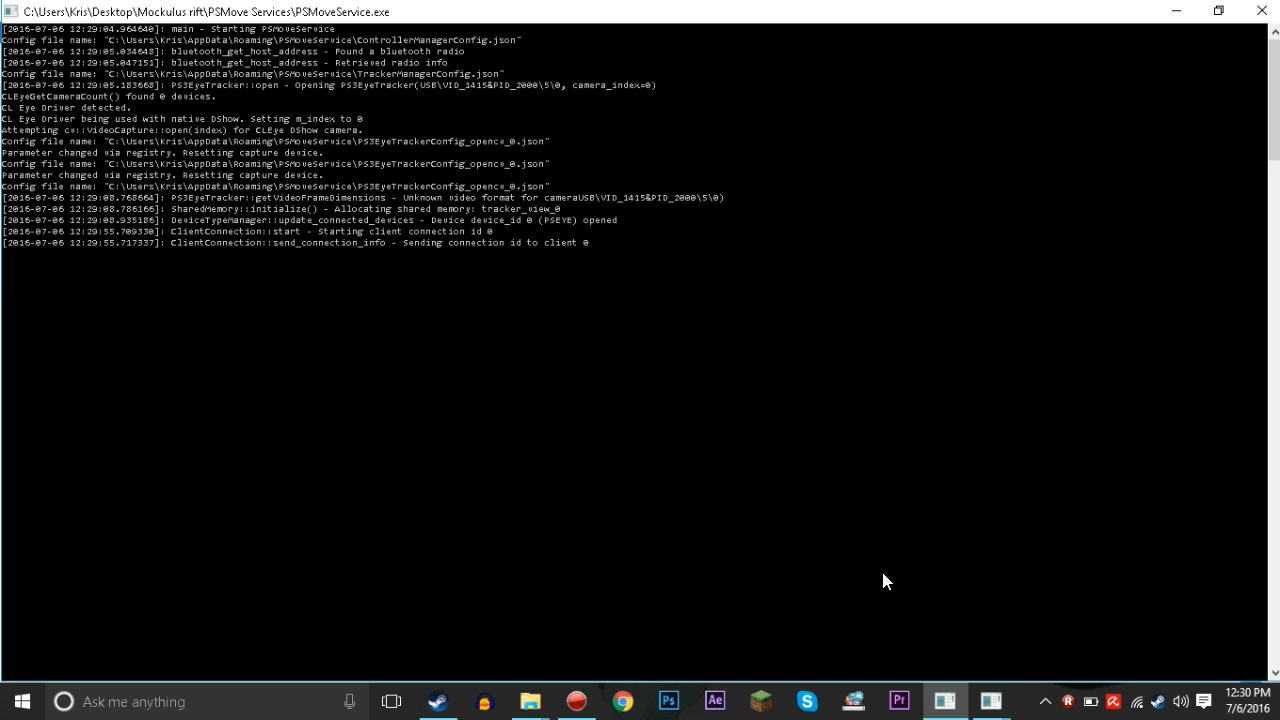 C:\Users\Kris\Desktop\Mockulus rift\PSMove Services\PSMoveService.exe
[2016-07-06 12:29:04.964640]: main - Starting PSMoveService
Config file name: "C:\Users\Kris\AppData\Roaming\PSMoveService\ControllerManagerConfig.json"
[2016-07-06 12:29:05.034648]: bluetooth_get_host_address - Found a bluetooth radio
[2016-07-06 12:29:05.047151]: bluetooth_get_host_address - Retrieved radio info
Config file name: "C:\Users\Kris\AppData\Roaming\PSMoveService\TrackerManagerConfig.json"
[2016-07-06 12:29:05.183668]: PS3EyeTracker::open - Opening PS3EyeTracker(USB\VID_1415&PID_2000\5\0, camera_index=0)
CLEyeGetCameraCount() found 0 devices.
CL Eye Driver detected.
CL Eye Driver being used with native DShow. Setting m_index to 0
Attempting cv::VideoCapture::open(index) for CLEye DShow camera.
Config file name: "C:\Users\Kris\AppData\Roaming\PSMoveService\PS3EyeTrackerConfig_opencv_0.json"
Parameter changed via registry. Resetting capture device.
Config file name: "C:\Users\Kris\AppData\Roaming\PSMoveService\PS3EyeTrackerConfig_opencv_0.json"
Parameter changed via registry. Resetting capture device.
Config file name: "C:\Users\Kris\AppData\Roaming\PSMoveService\PS3EyeTrackerConfig_opencv_0.json"
[2016-07-06 12:29:08.768664]: PS3EyeTracker::getVideoFrameDimensions - Unknown video format for cameraUSB\VID_1415&PID_2000\5\0)
[2016-07-06 12:29:08.786166]: SharedMemory::initialize() - Allocating shared memory: tracker_view_0
[2016-07-06 12:29:08.935186]: DeviceTypeManager::update_connected_devices - Device device_id 0 (PSEYE) opened
[2016-07-06 12:29:55.709330]: ClientConnection::start - Starting client connection id 0
[2016-07-06 12:29:55.717337]: ClientConnection::send_connection_info - Sending connection id to client 0
Ask me anything
Ps
Ae
Pr
12:30 PM
7/6/2016